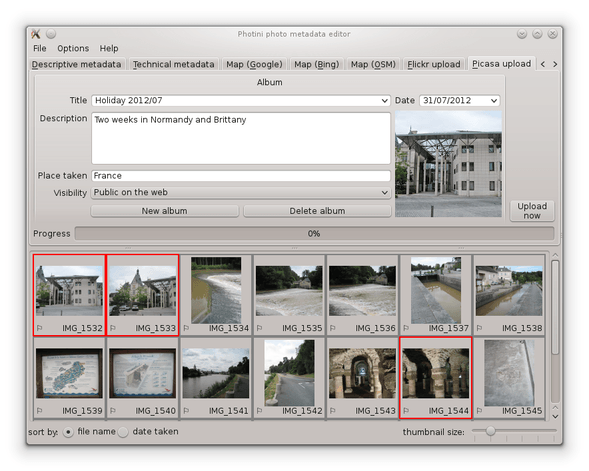 Photini photo metadata editor
File Options Help
Descriptive metadata Technical metadata Map (Google) Map (Bing) Map (OSM) Flickr upload Picasa upload
Album
Title Holiday 2012/07 Date 31/07/2012
Description Two weeks in Normandy and Brittany
Place taken France
Visibility Public on the web
New album Delete album Upload now
Progress 0%
IMG_1532 IMG_1533 IMG_1534 IMG_1535 IMG_1536 IMG_1537 IMG_1538
IMG_1539 IMG_1540 IMG_1541 IMG_1542 IMG_1543 IMG_1544 IMG_1545
sort by: file name date taken thumbnail size: